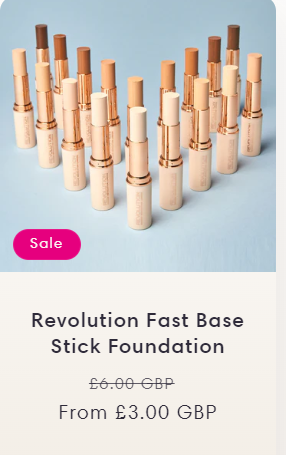 Sale
Revolution Fast Base
Stick Foundation
£6.00 GBP
From £3.00 GBP